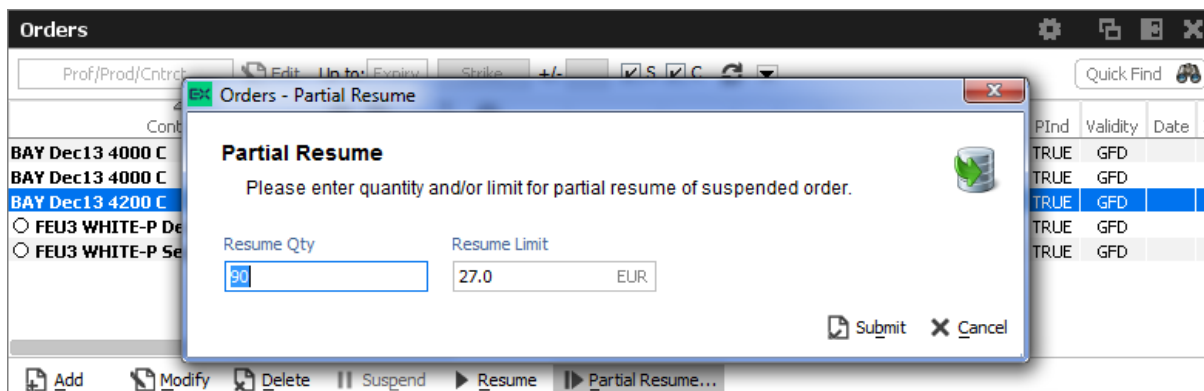 Orders
Prof/Prod/Cntrct Edit Up to: Expiry Strike +/- S C Quick Find
EX Orders - Partial Resume
Cont PInd Validity Date
Partial Resume
Please enter quantity and/or limit for partial resume of suspended order.
BAY Dec13 4000 C TRUE GFD
BAY Dec13 4000 C TRUE GFD
BAY Dec13 4200 C TRUE GFD
FEU3 WHITE-P De TRUE GFD
FEU3 WHITE-P Se TRUE GFD
Resume Qty Resume Limit
90 27.0 EUR
Submit Cancel
Add Modify Delete Suspend Resume Partial Resume...